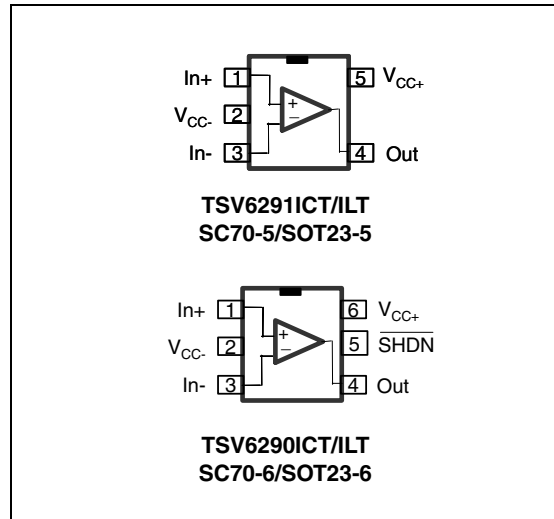 In+ 1 5 VCC+
VCC- 2
In- 3 4 Out
+
−
TSV6291ICT/ILT
SC70-5/SOT23-5
In+ 1 6 VCC+
VCC- 2 5 SHDN
In- 3 4 Out
+
−
TSV6290ICT/ILT
SC70-6/SOT23-6